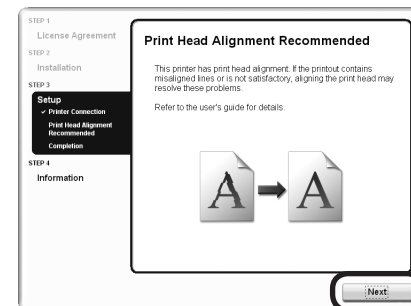 STEP 1
License Agreement
STEP 2
Installation
STEP 3
Setup
✓ Printer Connection
Print Head Alignment
Recommended
Completion
STEP 4
Information
Print Head Alignment Recommended
This printer has print head alignment. If the printout contains
misaligned lines or is not satisfactory, aligning the print head may
resolve these problems.
Refer to the user's guide for details.
A A
Next